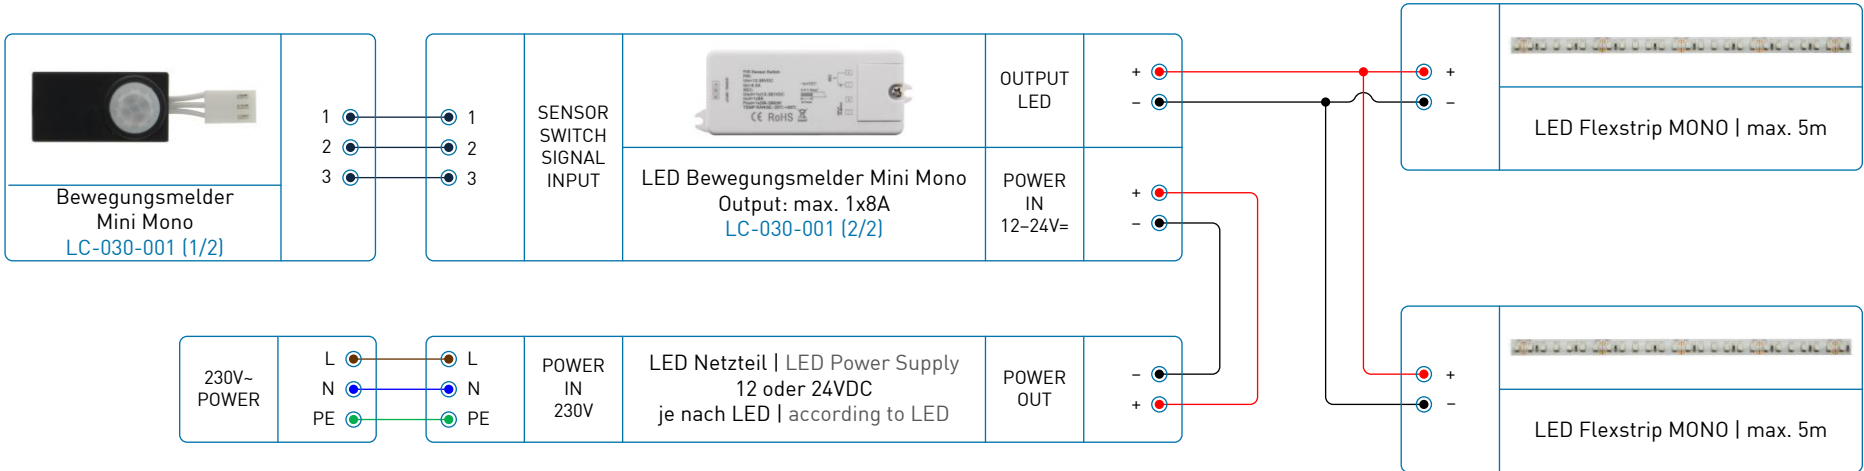 Bewegungsmelder
Mini Mono
LC-030-001 (1/2)
1
2
3
1
2
3
SENSOR
SWITCH
SIGNAL
INPUT
CE RoHS
LED Bewegungsmelder Mini Mono
Output: max. 1x8A
LC-030-001 (2/2)
OUTPUT
LED
+
–
POWER
IN
12–24V=
+
–
+
–
LED Flexstrip MONO | max. 5m
230V~
POWER
L
N
PE
L
N
PE
POWER
IN
230V
LED Netzteil | LED Power Supply
12 oder 24VDC
je nach LED | according to LED
POWER
OUT
–
+
+
–
LED Flexstrip MONO | max. 5m